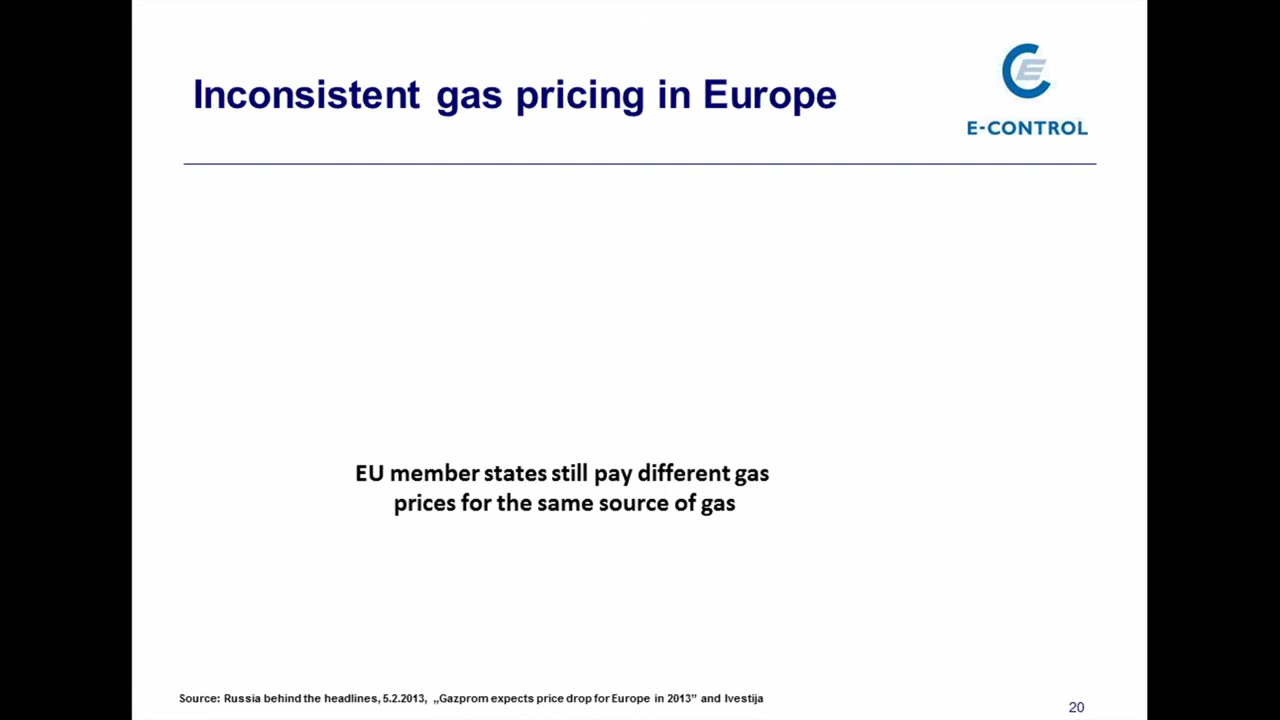 Inconsistent gas pricing in Europe
E-CONTROL
EU member states still pay different gas
prices for the same source of gas
Source: Russia behind the headlines, 5.2.2013, „Gazprom expects price drop for Europe in 2013” and Ivestija
20